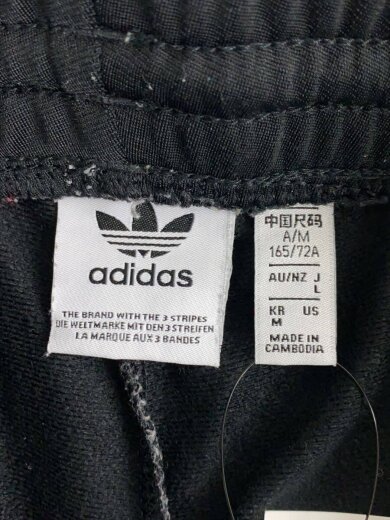 adidas
THE BRAND WITH THE 3 STRIPES
DIE WELTMARKE MIT DEN 3 STREIFEN
LA MARQUE AUX 3 BANDES
中国尺码
A/M
165/72A
AU/NZ J
L
KR US
M
MADE IN
CAMBODIA